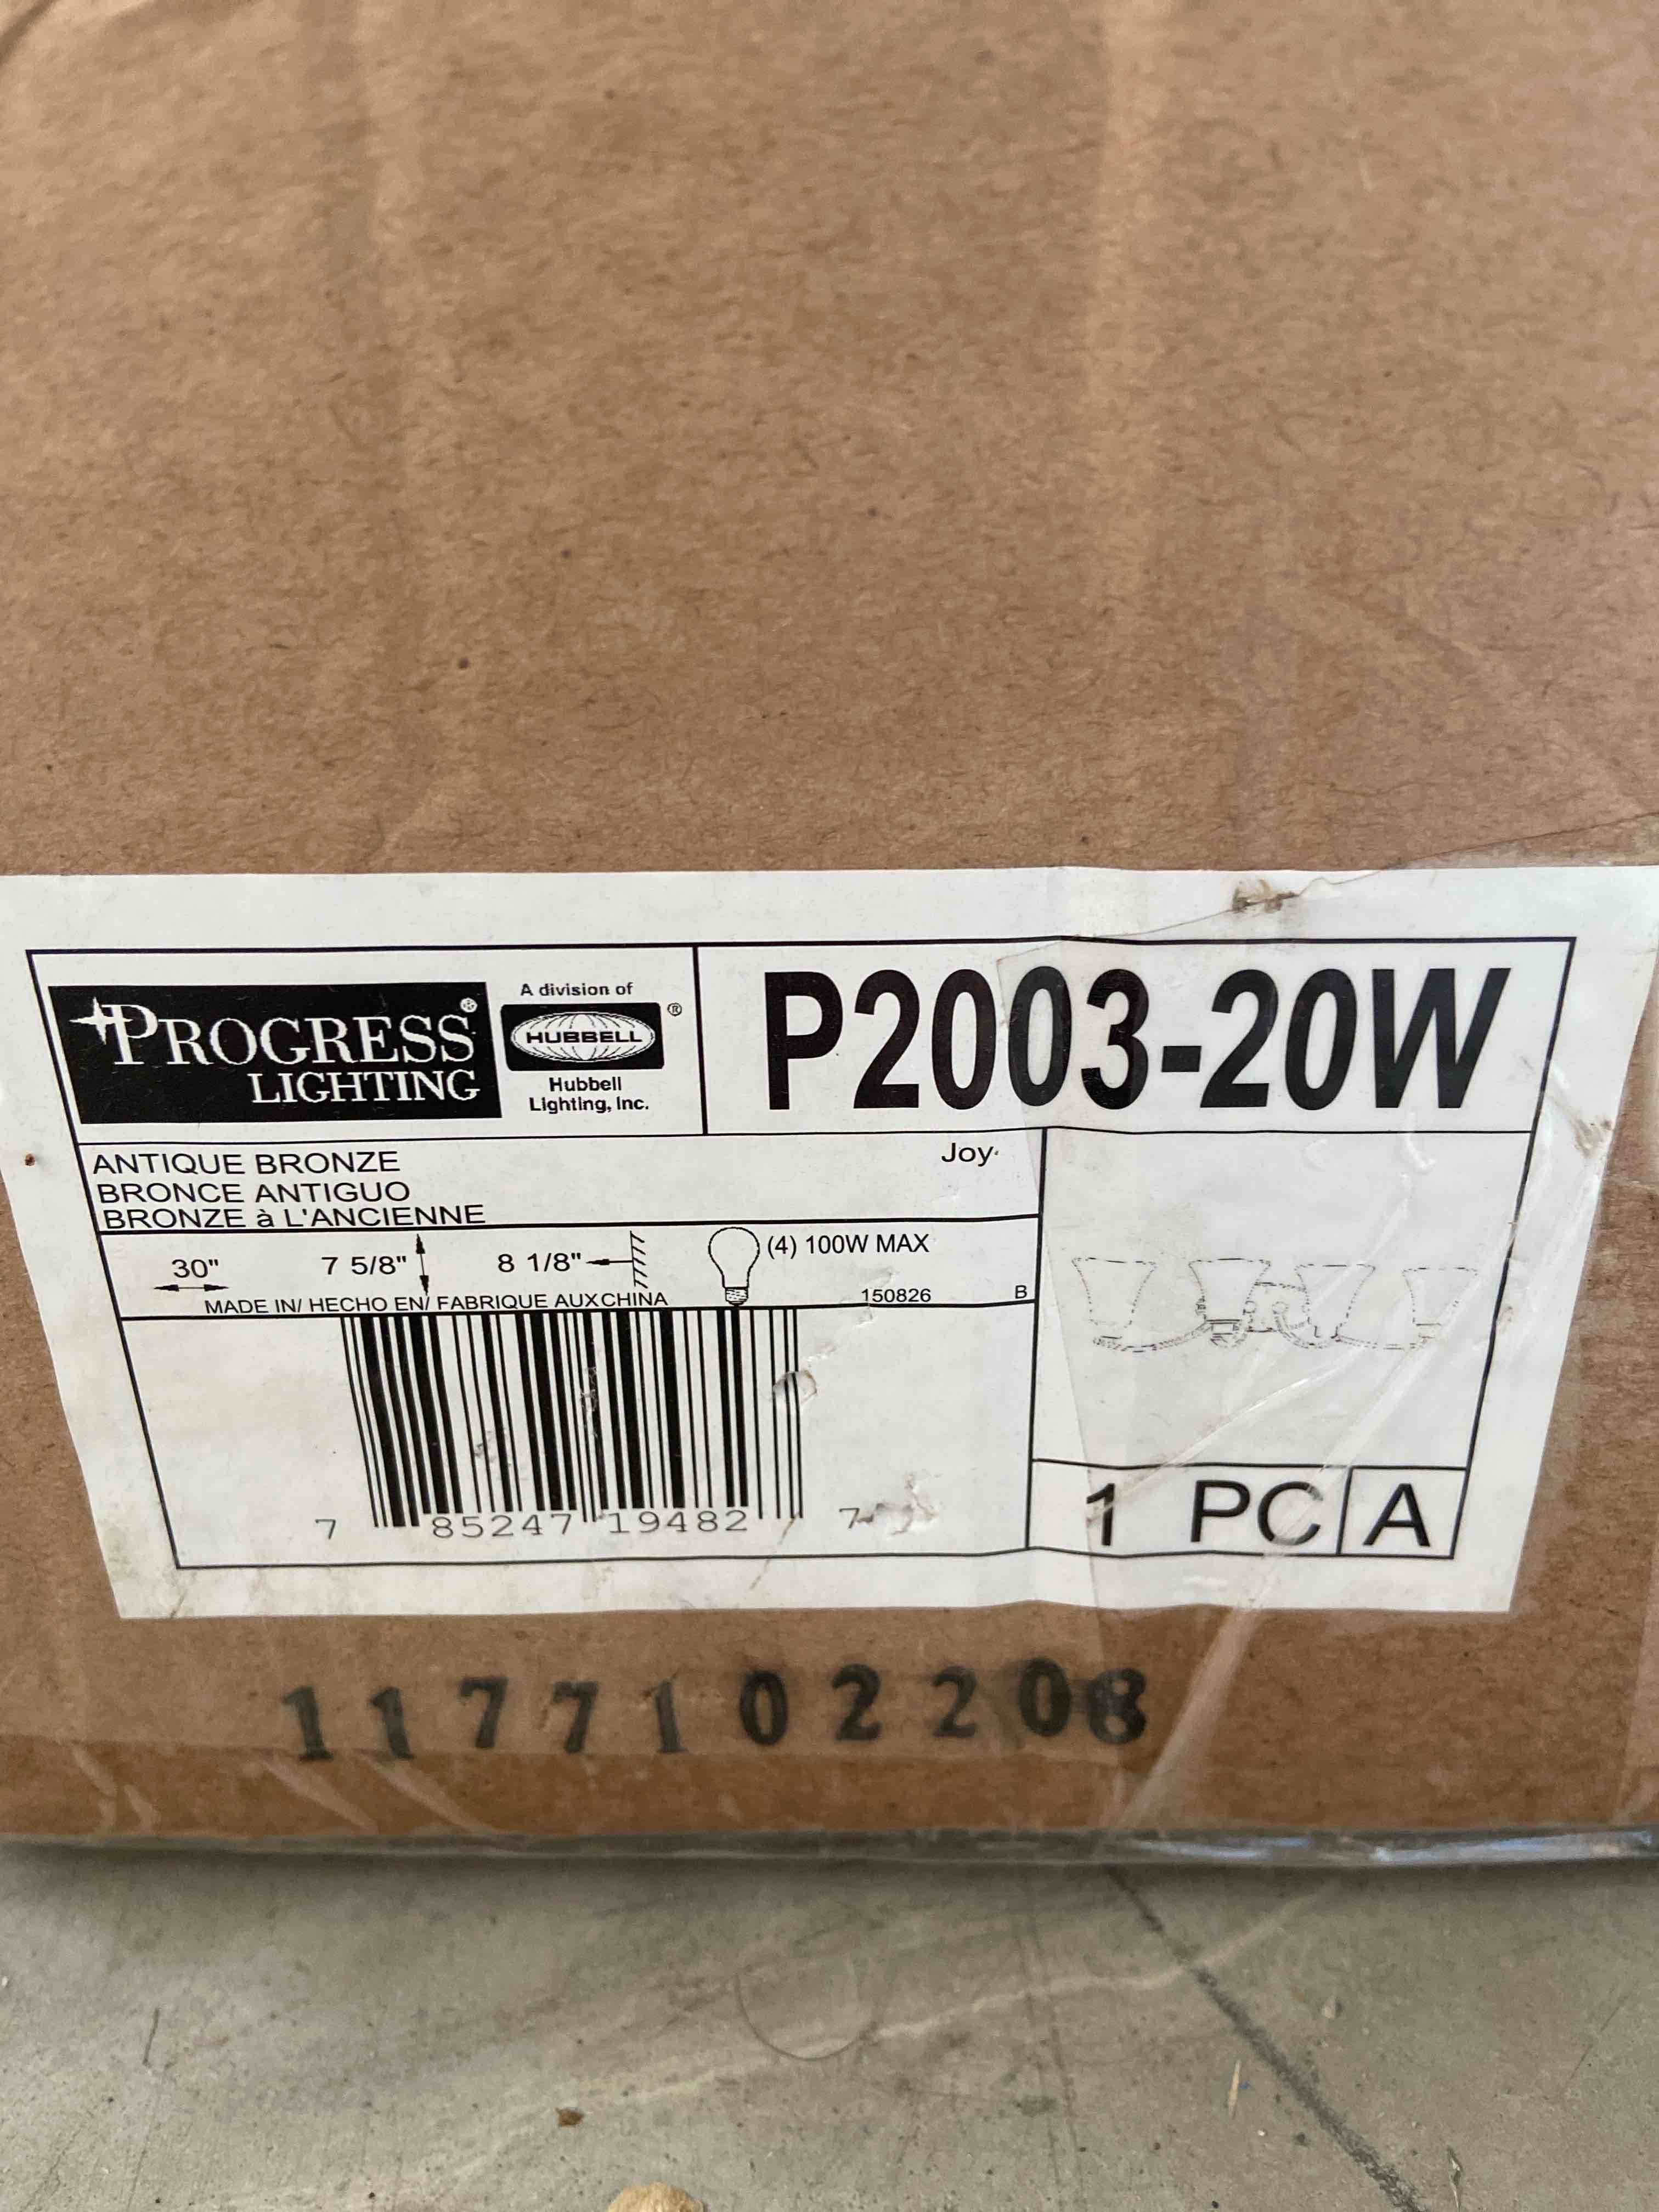 PROGRESS®
LIGHTING
A division of
HUBBELL®
Hubbell
Lighting, Inc.
P2003-20W
ANTIQUE BRONZE
BRONCE ANTIGUO
BRONZE à L'ANCIENNE
Joy
30" 7 5/8" 8 1/8" (4) 100W MAX
MADE IN/ HECHO EN/ FABRIQUE AUX CHINA 150826 B
7 85247 19482 7
1 PC A
1177102208